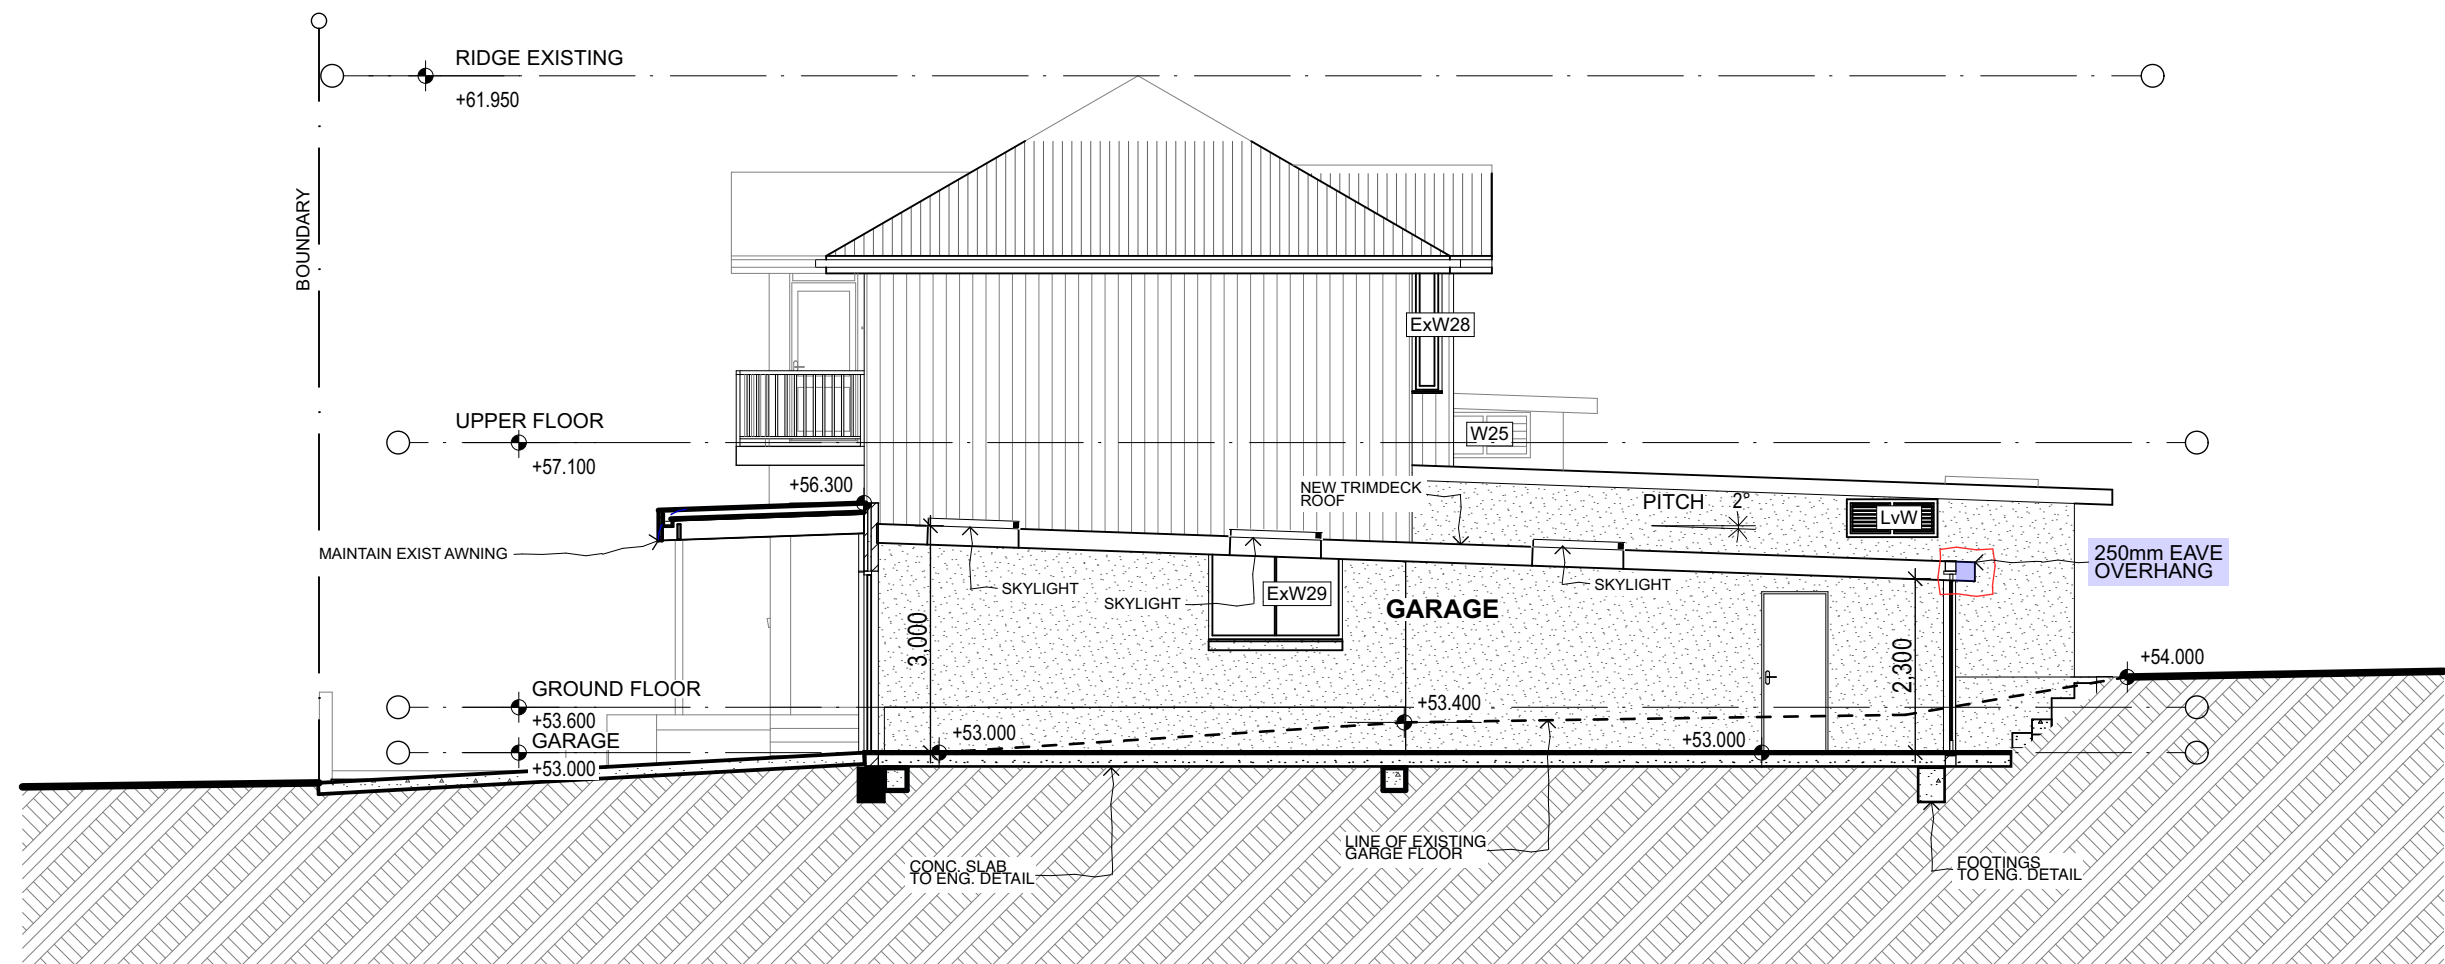 RIDGE EXISTING
+61.950
BOUNDARY
ExW28
UPPER FLOOR
+57.100
W25
+56.300
NEW TRIMDECK
ROOF
PITCH 2°
LvW
MAINTAIN EXIST AWNING
250mm EAVE
OVERHANG
SKYLIGHT
SKYLIGHT
SKYLIGHT
ExW29
GARAGE
3,000
2,300
+54.000
GROUND FLOOR
+53.600
+53.400
GARAGE
+53.000
+53.000
+53.000
LINE OF EXISTING
GARGE FLOOR
CONC. SLAB
TO ENG. DETAIL
FOOTINGS
TO ENG. DETAIL